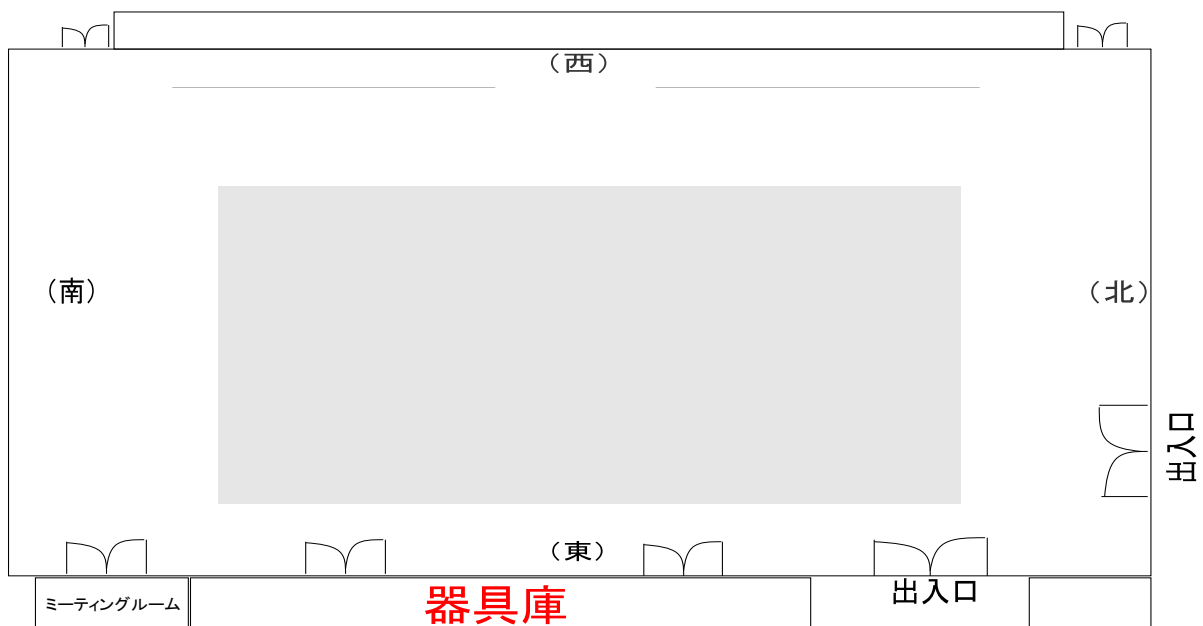 （西）
（南）
（北）
出入口
（東）
ミーティングルーム
器具庫
出入口